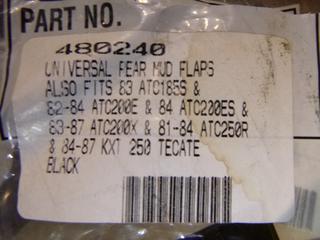 PART NO.
480240
UNIVERSAL REAR MUD FLAPS
ALSO FITS 83 ATC185S &
82-84 ATC200E & 84 ATC200ES &
83-87 ATC200X & 81-84 ATC250R
& 84-87 KXT 250 TECATE
BLACK